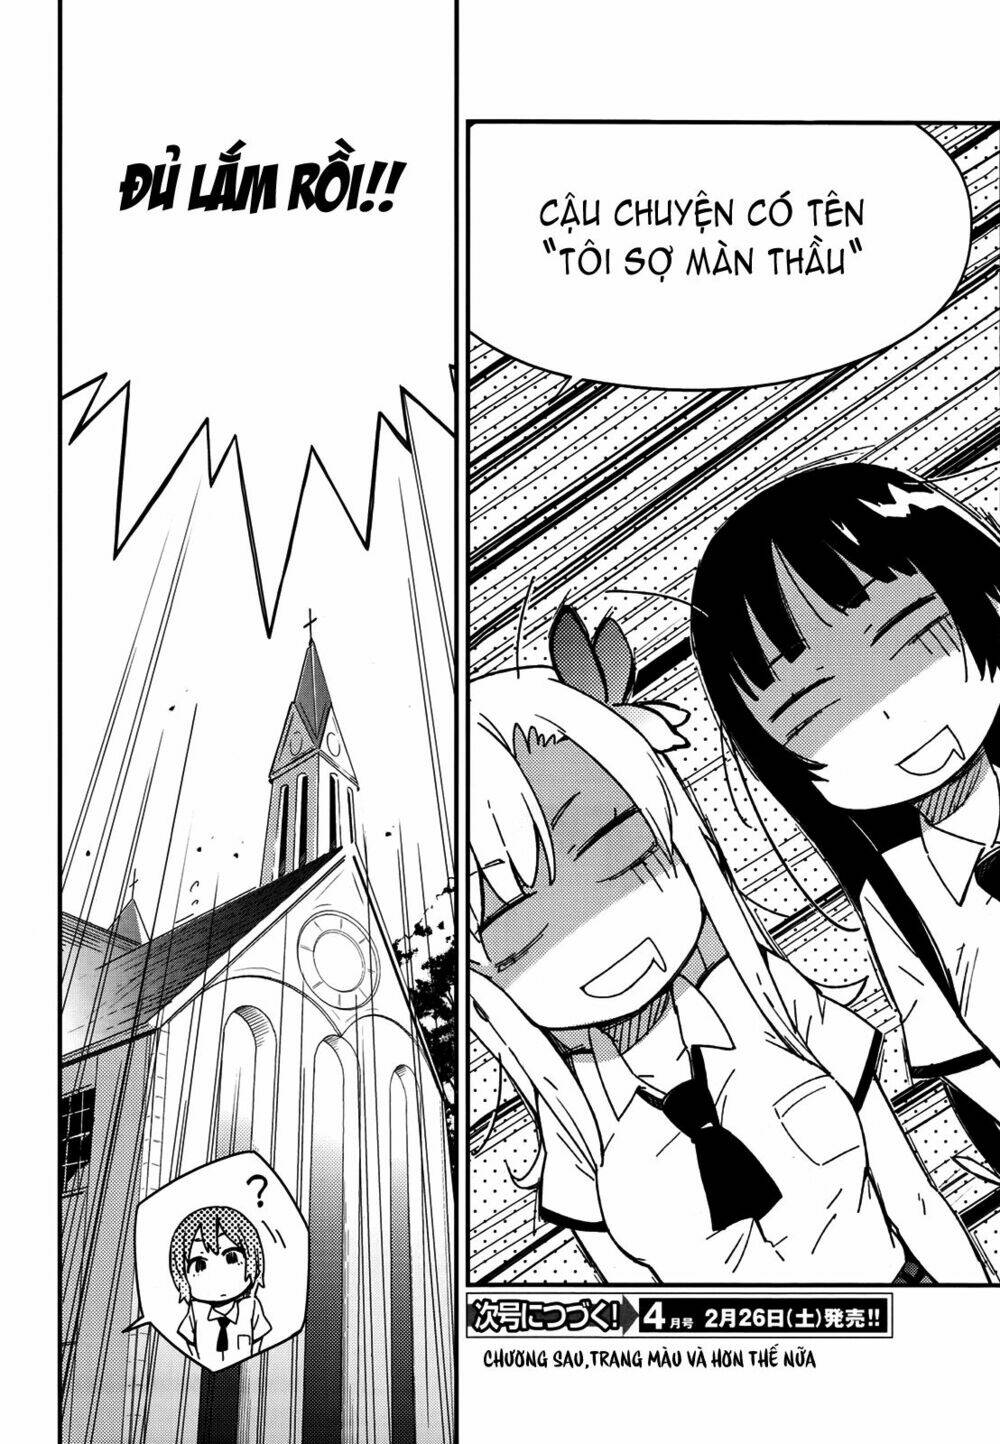 CẬU CHUYỆN CÓ TÊN
"TÔI SỢ MÀN THẦU"
ĐỦ LẮM RỒI!!
?
次号につづく! 4月号 2月26日(土)発売!!
CHƯƠNG SAU,TRANG MÀU VÀ HƠN THẾ NỮA